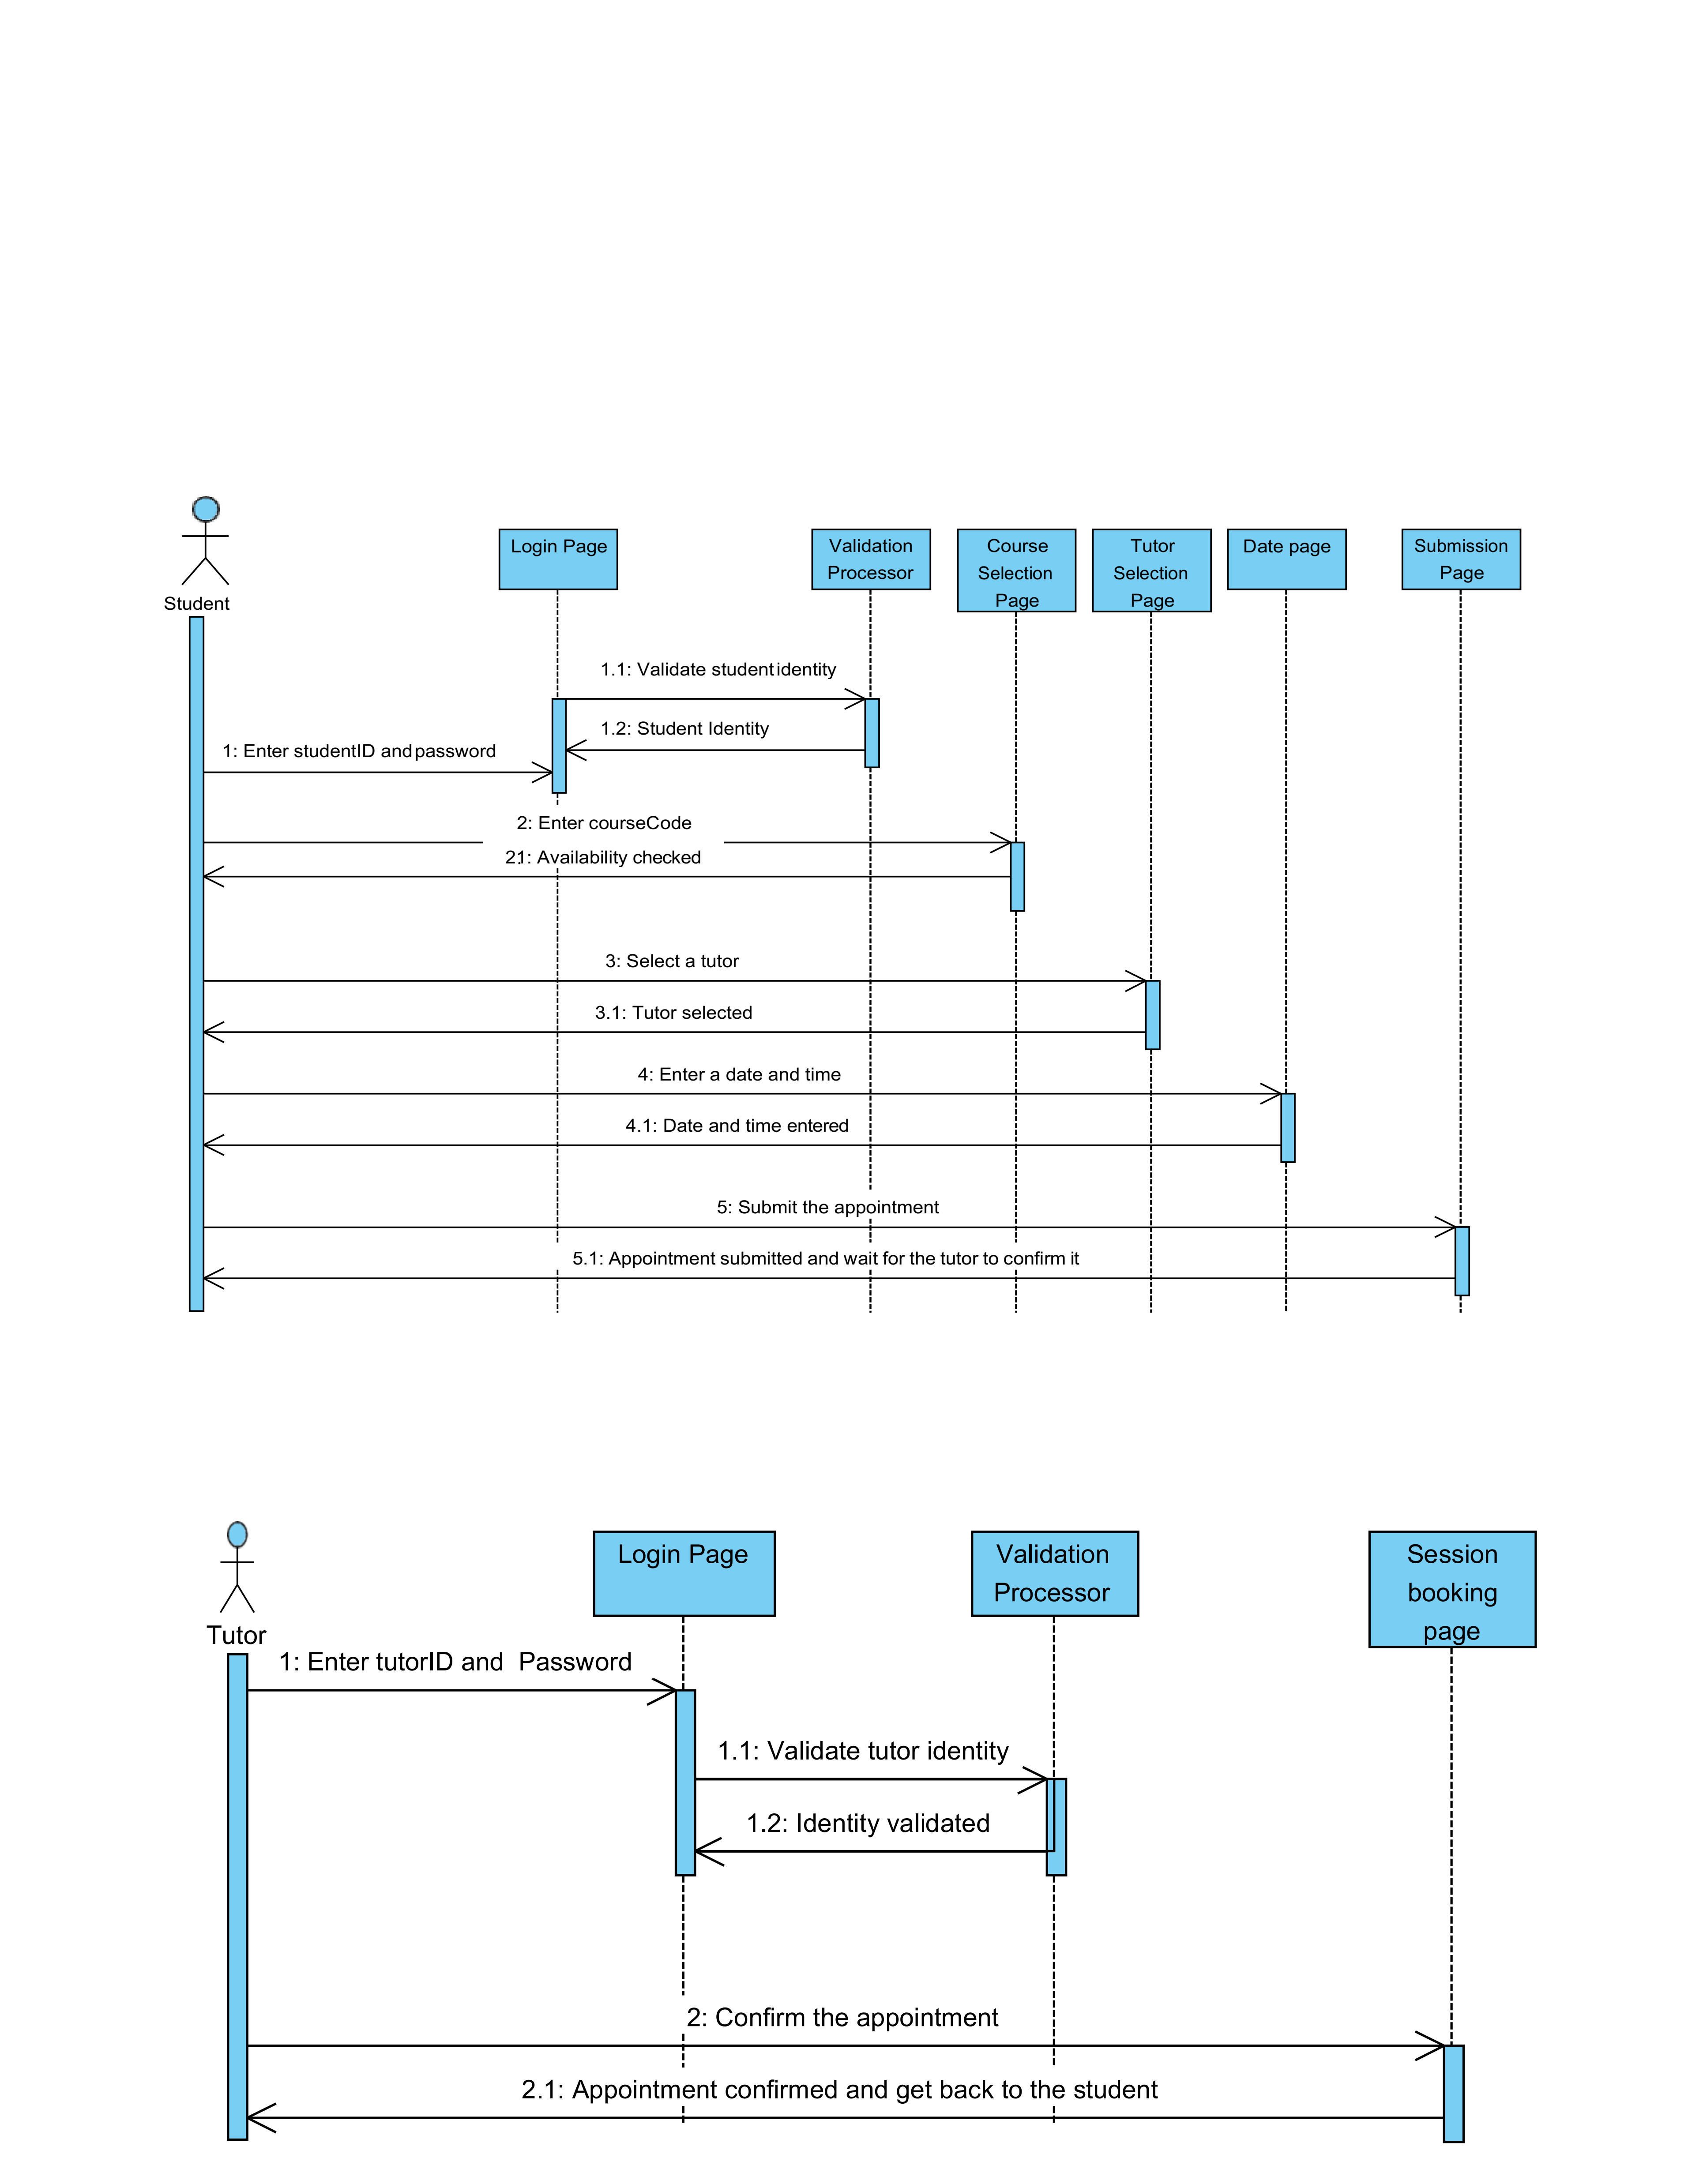 Student
Login Page
Validation
Processor
Course
Selection
Page
Tutor
Selection
Page
Date page
Submission
Page
1.1: Validate student identity
1.2: Student Identity
1: Enter studentID and password
2: Enter courseCode
2.1: Availability checked
3: Select a tutor
3.1: Tutor selected
4: Enter a date and time
4.1: Date and time entered
5: Submit the appointment
5.1: Appointment submitted and wait for the tutor to confirm it
Tutor
Login Page
Validation
Processor
Session
booking
page
1: Enter tutorID and Password
1.1: Validate tutor identity
1.2: Identity validated
2: Confirm the appointment
2.1: Appointment confirmed and get back to the student